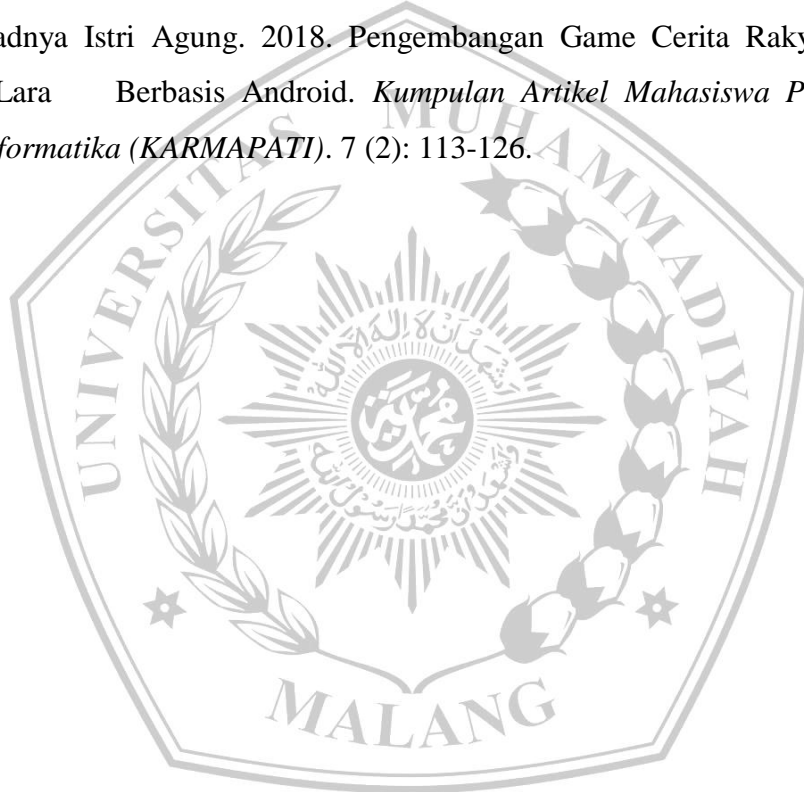 adnya Istri Agung. 2018. Pengembangan Game Cerita Raky
Lara Berbasis Android. Kumpulan Artikel Mahasiswa P
formatika (KARMAPATI). 7 (2): 113-126.
UNIVERSITAS MUHAMMADIYAH
MALANG